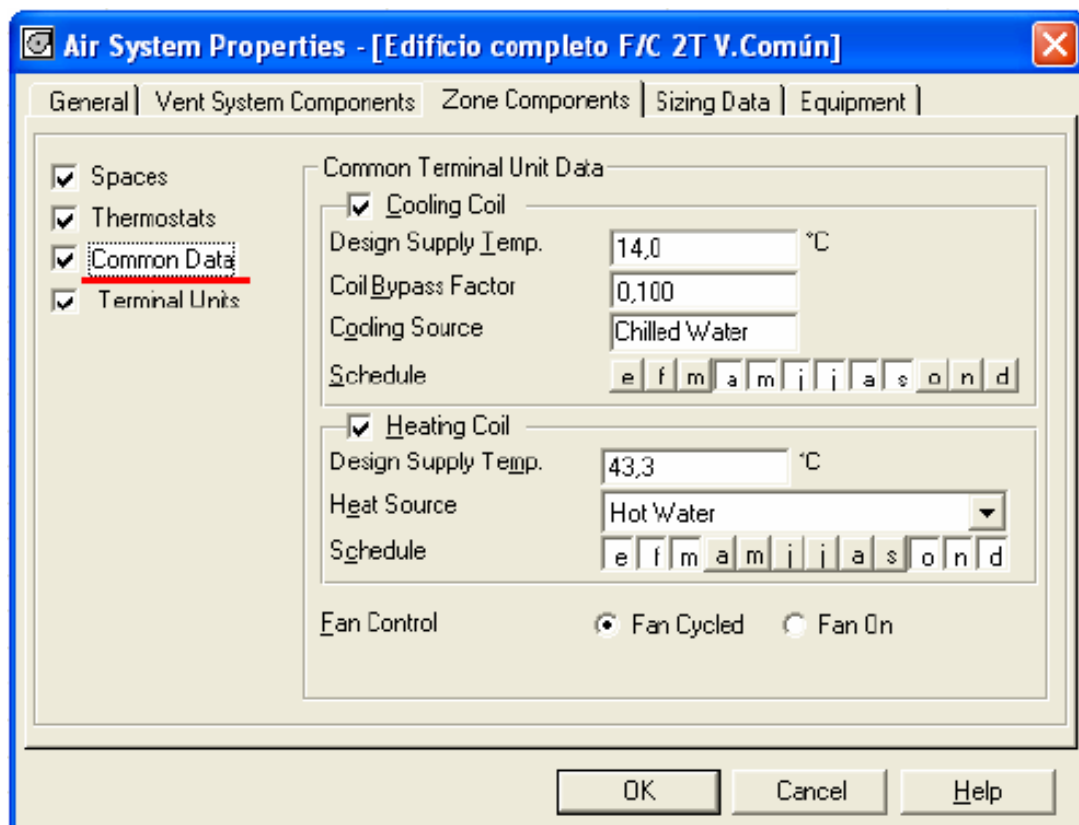 Air System Properties - [Edificio completo F/C 2T V.Común]
General Vent System Components Zone Components Sizing Data Equipment
Spaces
Thermostats
Common Data
Terminal Units
Common Terminal Unit Data
Cooling Coil
Design Supply Temp. 14,0 °C
Coil Bypass Factor 0,100
Cooling Source Chilled Water
Schedule e f m a m j j a s o n d
Heating Coil
Design Supply Temp. 43,3 °C
Heat Source Hot Water
Schedule e f m a m j j a s o n d
Fan Control Fan Cycled Fan On
OK Cancel Help